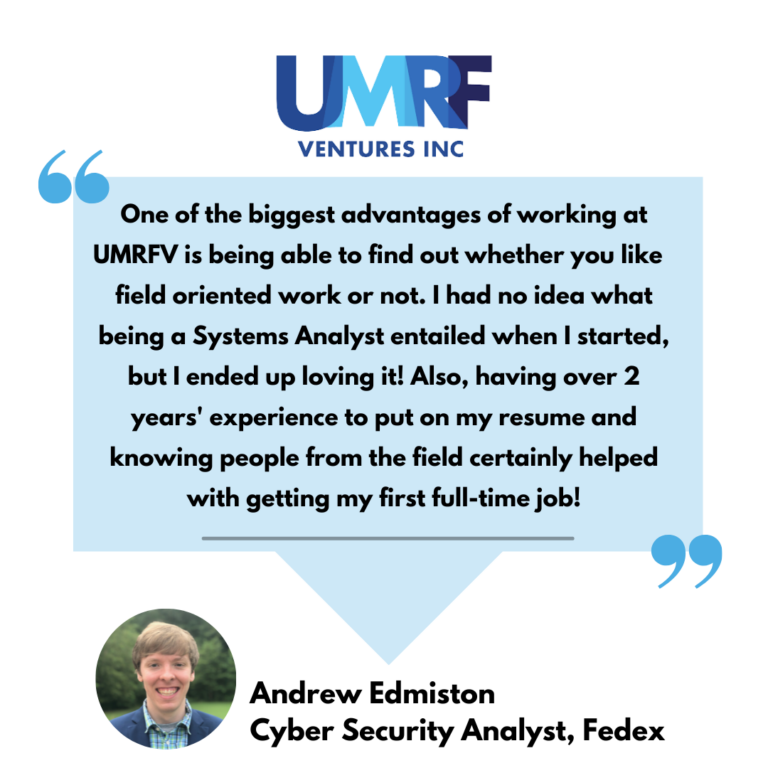 UMRF
VENTURES INC
“
One of the biggest advantages of working at
UMRFV is being able to find out whether you like
field oriented work or not. I had no idea what
being a Systems Analyst entailed when I started,
but I ended up loving it! Also, having over 2
years' experience to put on my resume and
knowing people from the field certainly helped
with getting my first full-time job!
”
Andrew Edmiston
Cyber Security Analyst, Fedex